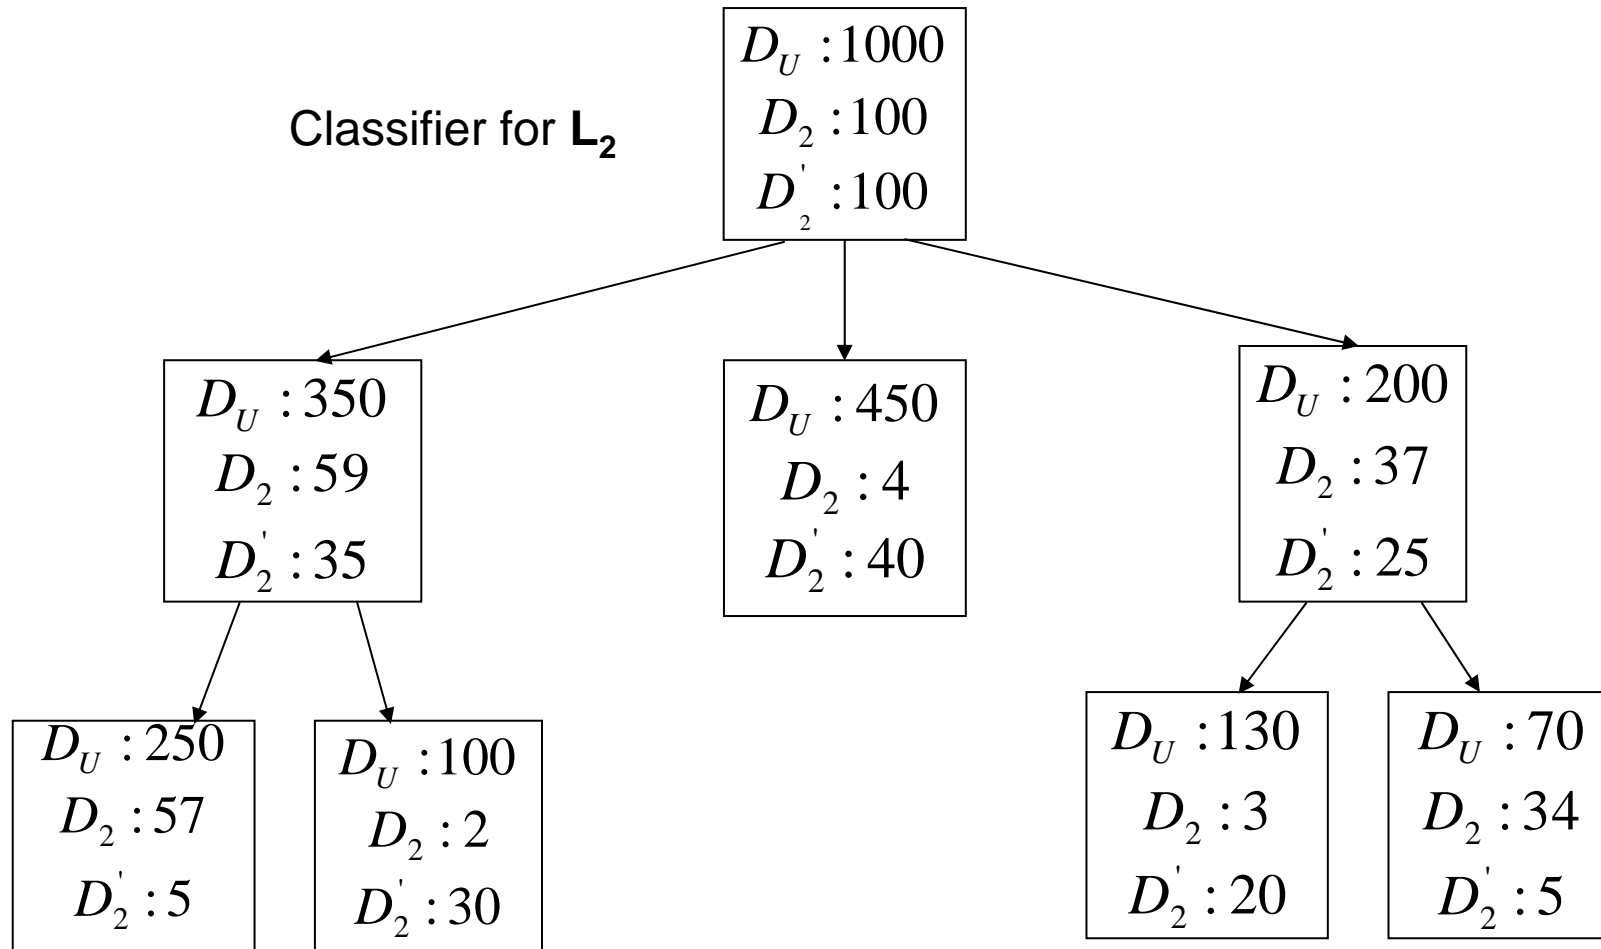 D_U : 1000
D_2 : 100
D'_2 : 100
Classifier for L_2
D_U : 350
D_2 : 59
D'_2 : 35
D_U : 450
D_2 : 4
D'_2 : 40
D_U : 200
D_2 : 37
D'_2 : 25
D_U : 250
D_2 : 57
D'_2 : 5
D_U : 100
D_2 : 2
D'_2 : 30
D_U : 130
D_2 : 3
D'_2 : 20
D_U : 70
D_2 : 34
D'_2 : 5